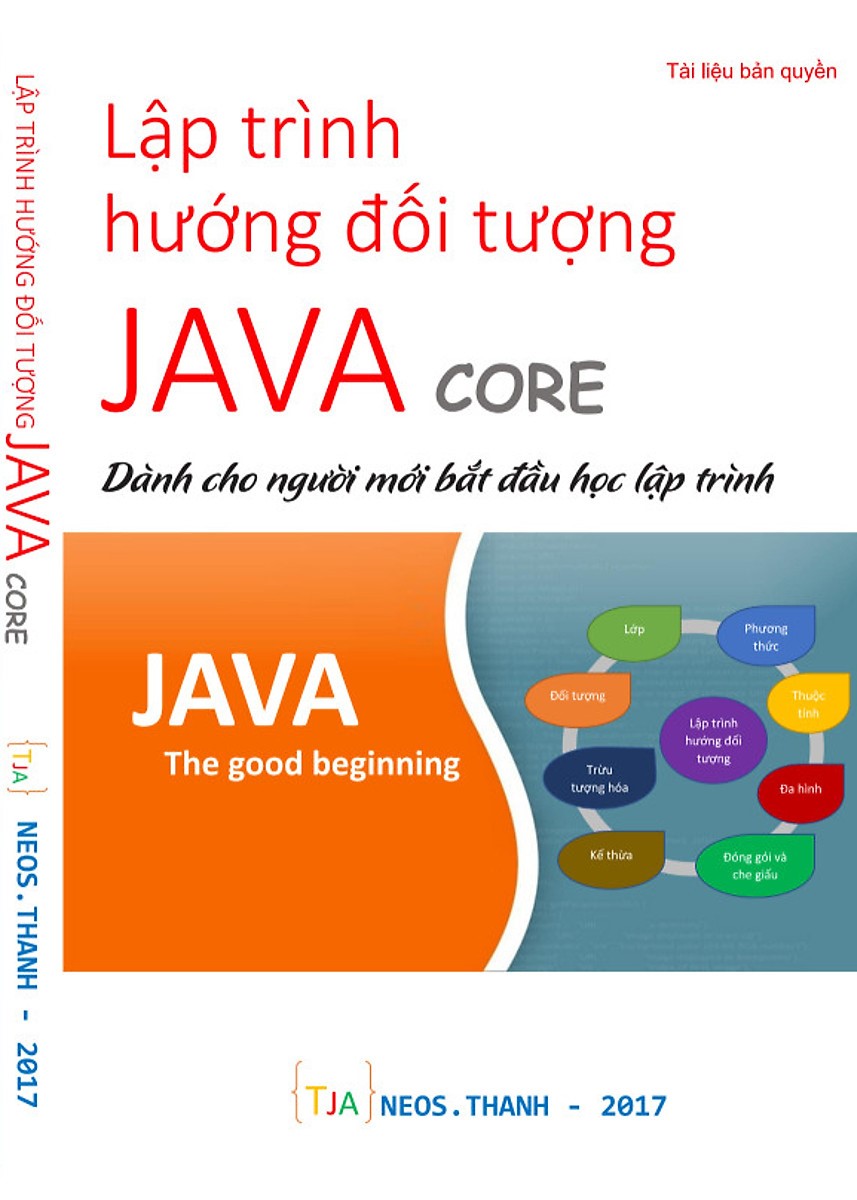 Tài liệu bản quyền
Lập trình
hướng đối tượng
JAVA CORE
Dành cho người mới bắt đầu học lập trình
JAVA
The good beginning
Lớp
Phương
thức
Đối tượng
Thuộc
tính
Lập trình
hướng đối
tượng
Trừu
tượng hóa
Đa hình
Kế thừa
Đóng gói và
che giấu
{TJA} NEOS.THANH - 2017
LẬP TRÌNH HƯỚNG ĐỐI TƯỢNG JAVA CORE {TJA} NEOS.THANH - 2017